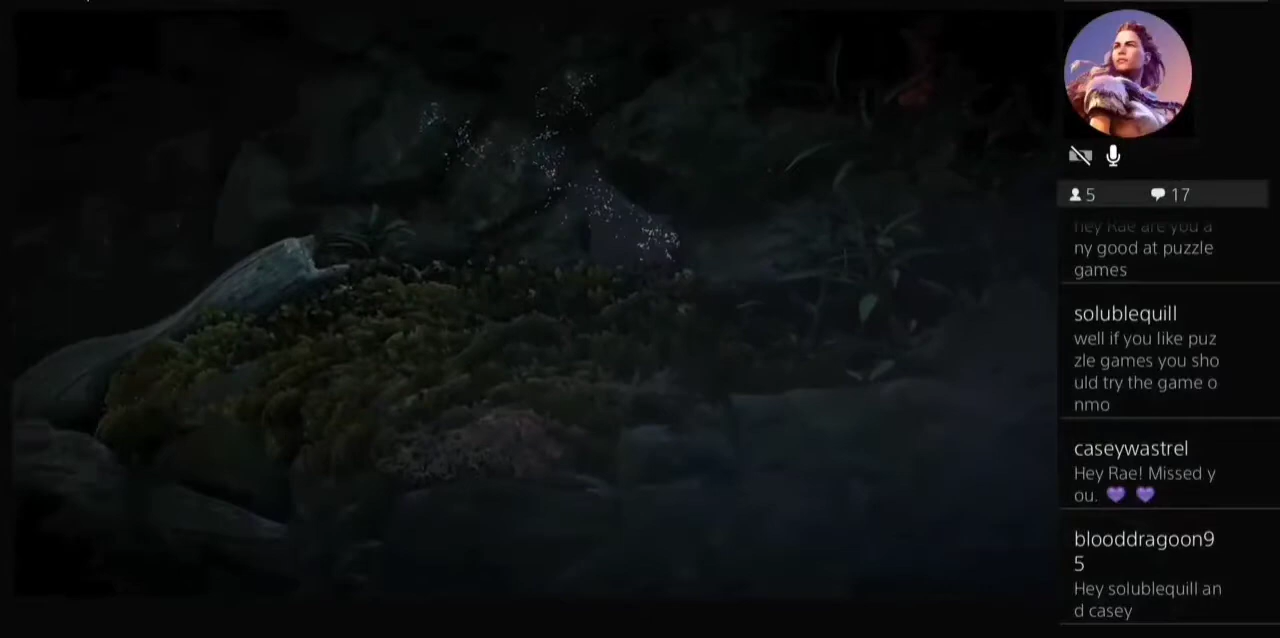 5 17
hey Rae are you a
ny good at puzzle
games
solublequill
well if you like puz
zle games you sho
uld try the game o
nmo
caseywastrel
Hey Rae! Missed y
ou. 💜 💜
blooddragoon9
5
Hey solublequill an
d casey